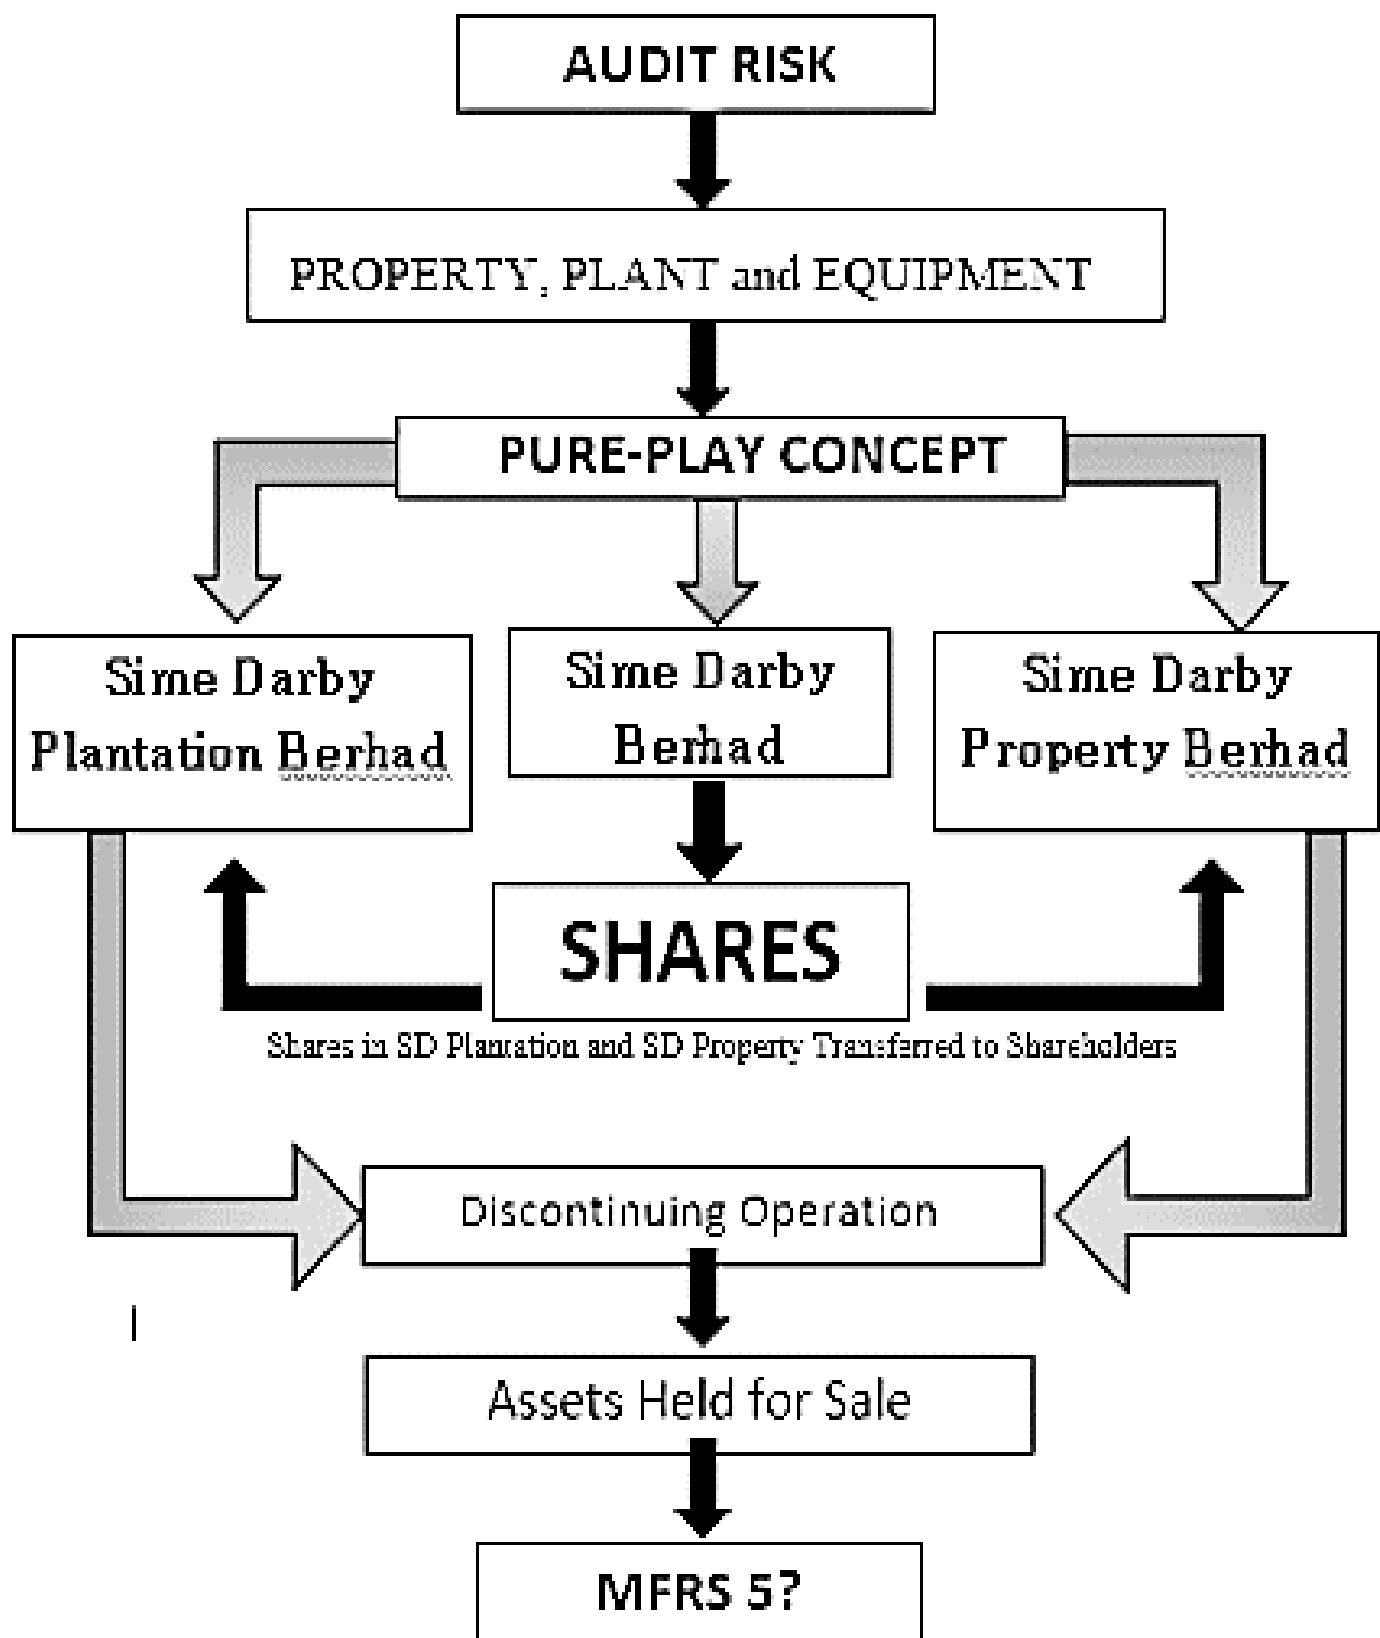 AUDIT RISK
PROPERTY, PLANT and EQUIPMENT
PURE-PLAY CONCEPT
Sime Darby
Plantation Berhad
Sime Darby
Berhad
Sime Darby
Property Berhad
SHARES
Shares in SD Plantation and SD Property Transferred to Shareholders
Discontinuing Operation
Assets Held for Sale
MFRS 5?